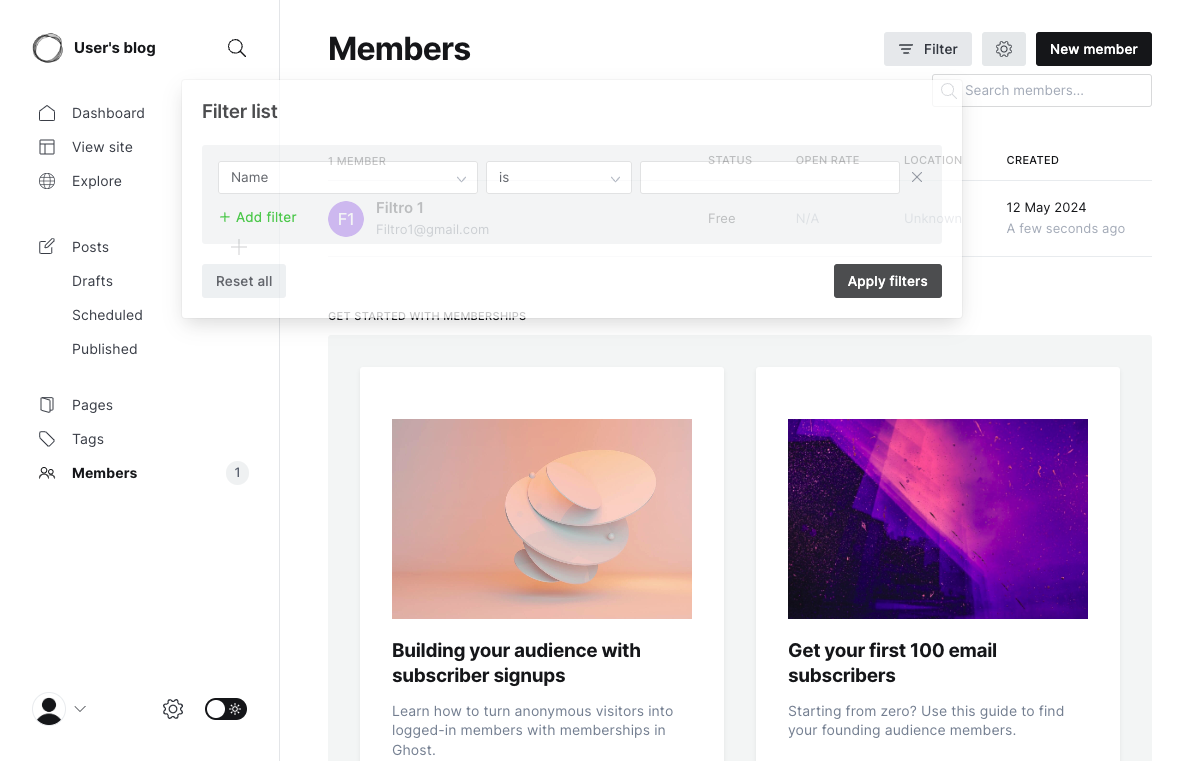 User's blog
Dashboard
View site
Explore
Posts
Drafts
Scheduled
Published
Pages
Tags
Members
1
Members
Filter
New member
Search members...
Filter list
1 MEMBER
STATUS
OPEN RATE
LOCATION
CREATED
Name
is
Add filter
F1
Filtro 1
Filtro1@gmail.com
Free
N/A
Unknown
12 May 2024
A few seconds ago
Reset all
Apply filters
GET STARTED WITH MEMBERSHIPS
Building your audience with
subscriber signups
Learn how to turn anonymous visitors into
logged-in members with memberships in
Ghost.
Get your first 100 email
subscribers
Starting from zero? Use this guide to find
your founding audience members.